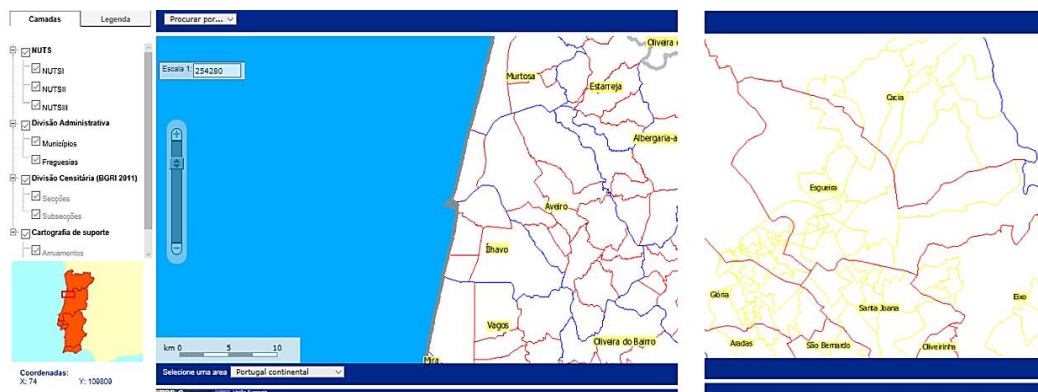 Camadas
Legenda
NUTS
NUTSI
NUTSII
NUTSIII
Divisão Administrativa
Municípios
Freguesias
Divisão Censitária (BGRI 2011)
Secções
Subsecções
Cartografia de suporte
Arruamentos
Coordenadas:
X: 74 Y: 109809
Procurar por...
Escala 1: 254280
Oliveira
Murtosa
Estarreja
Albergaria-a
Aveiro
Ílhavo
Vagos
Oliveira do Bairro
Mira
km 0 5 10
Selecione uma area Portugal continental
Cacia
Esgueira
Glória
Santa Joana
Eixo
Aradas
São Bernardo
Oliveirinha